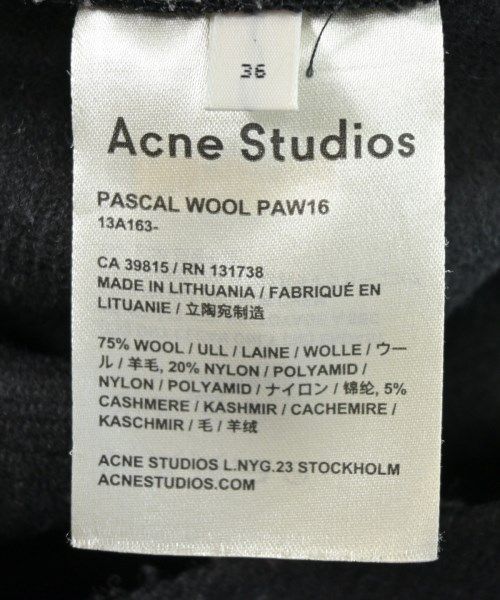 36
Acne Studios
PASCAL WOOL PAW16
13A163-
CA 39815 / RN 131738
MADE IN LITHUANIA / FABRIQUÉ EN
LITUANIE / 立陶宛制造
75% WOOL / ULL / LAINE / WOLLE / ウー
ル / 羊毛, 20% NYLON / POLYAMID /
NYLON / POLYAMID / ナイロン / 锦纶, 5%
CASHMERE / KASHMIR / CACHEMIRE /
KASCHMIR / 毛 / 羊绒
ACNE STUDIOS L.NYG.23 STOCKHOLM
ACNESTUDIOS.COM